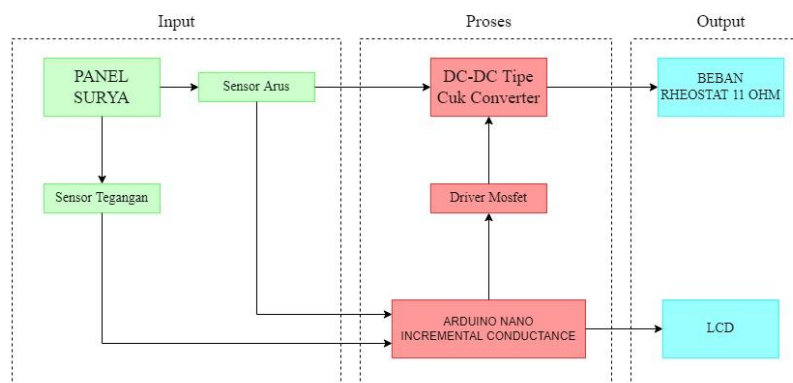 Input
Proses
Output
PANEL
SURYA
Sensor Arus
DC-DC Tipe
Cuk Converter
BEBAN
RHEOSTAT 11 OHM
Sensor Tegangan
Driver Mosfet
ARDUINO NANO
INCREMENTAL CONDUCTANCE
LCD